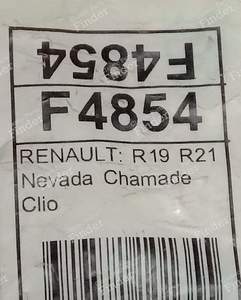 F4854
F4854
RENAULT: R19 R21
Nevada Chamade
Clio